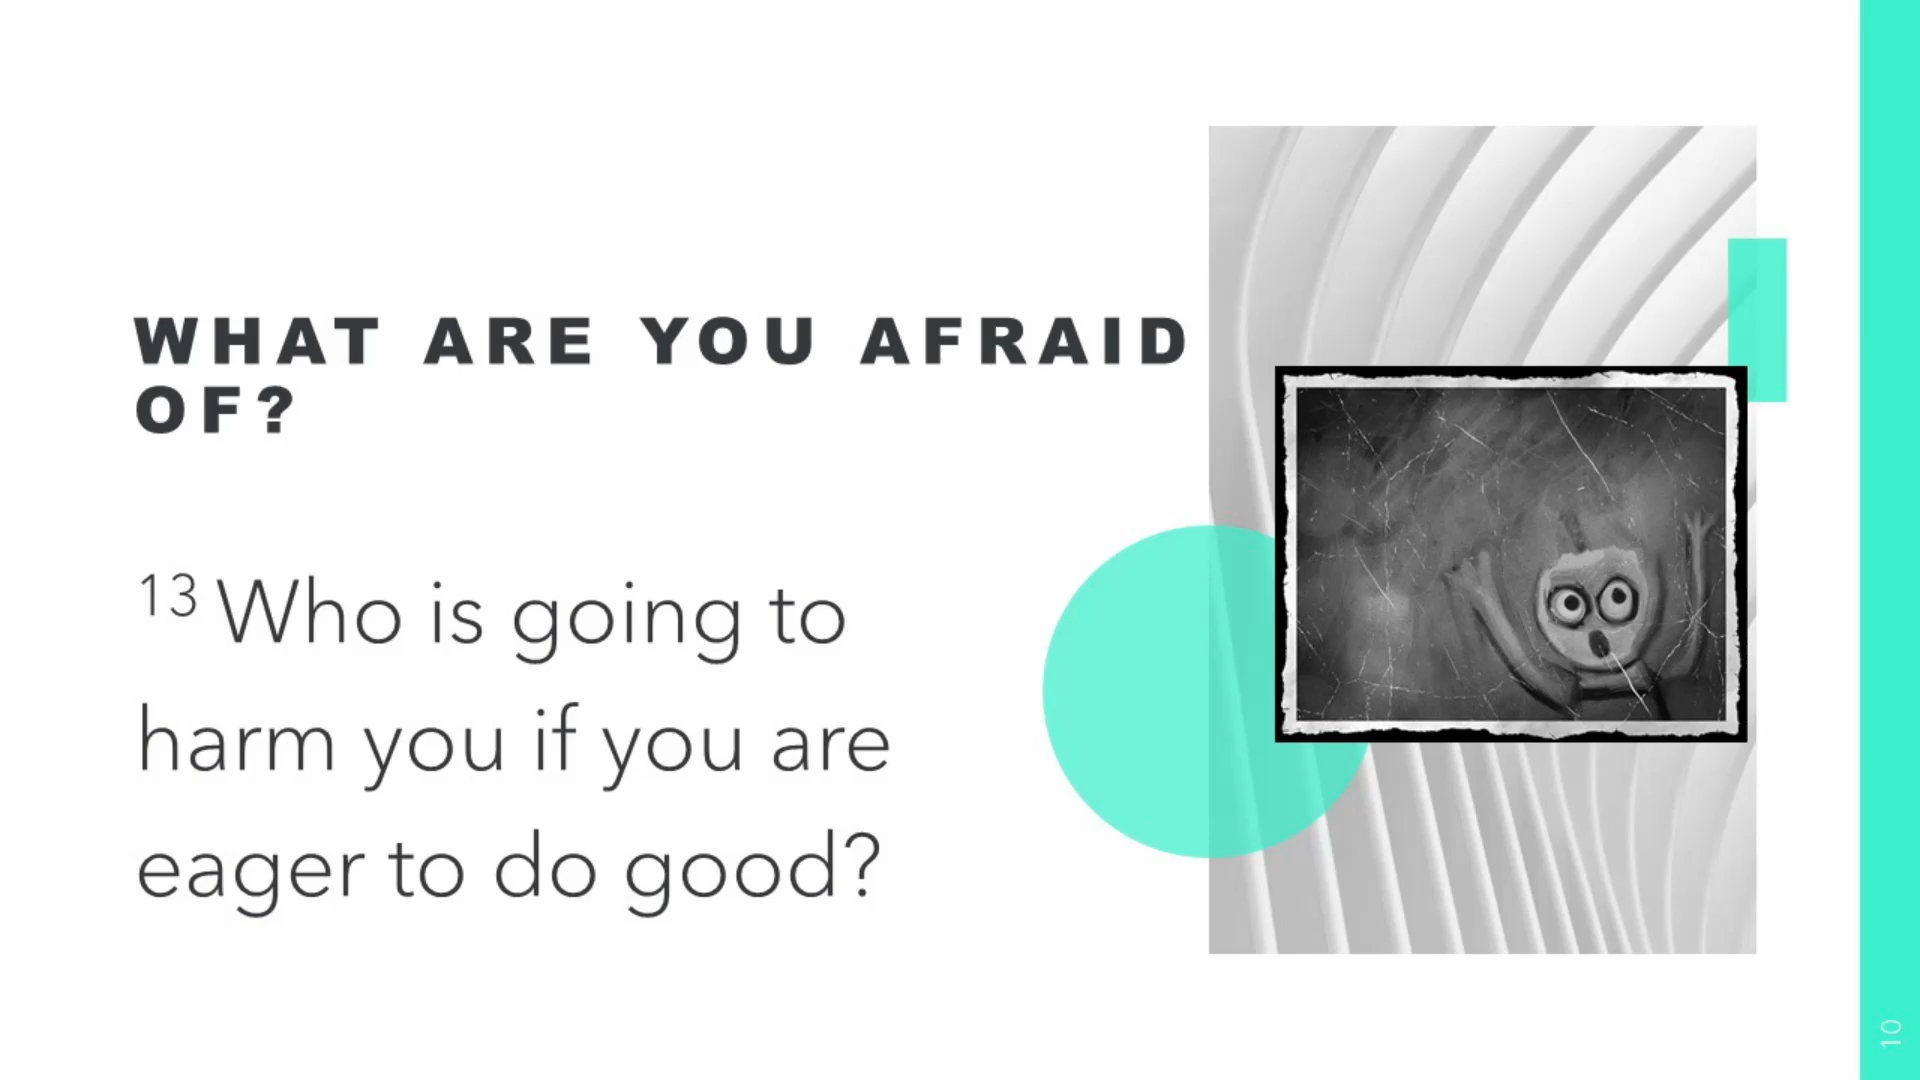 WHAT ARE YOU AFRAID
OF?
13 Who is going to
harm you if you are
eager to do good?
10